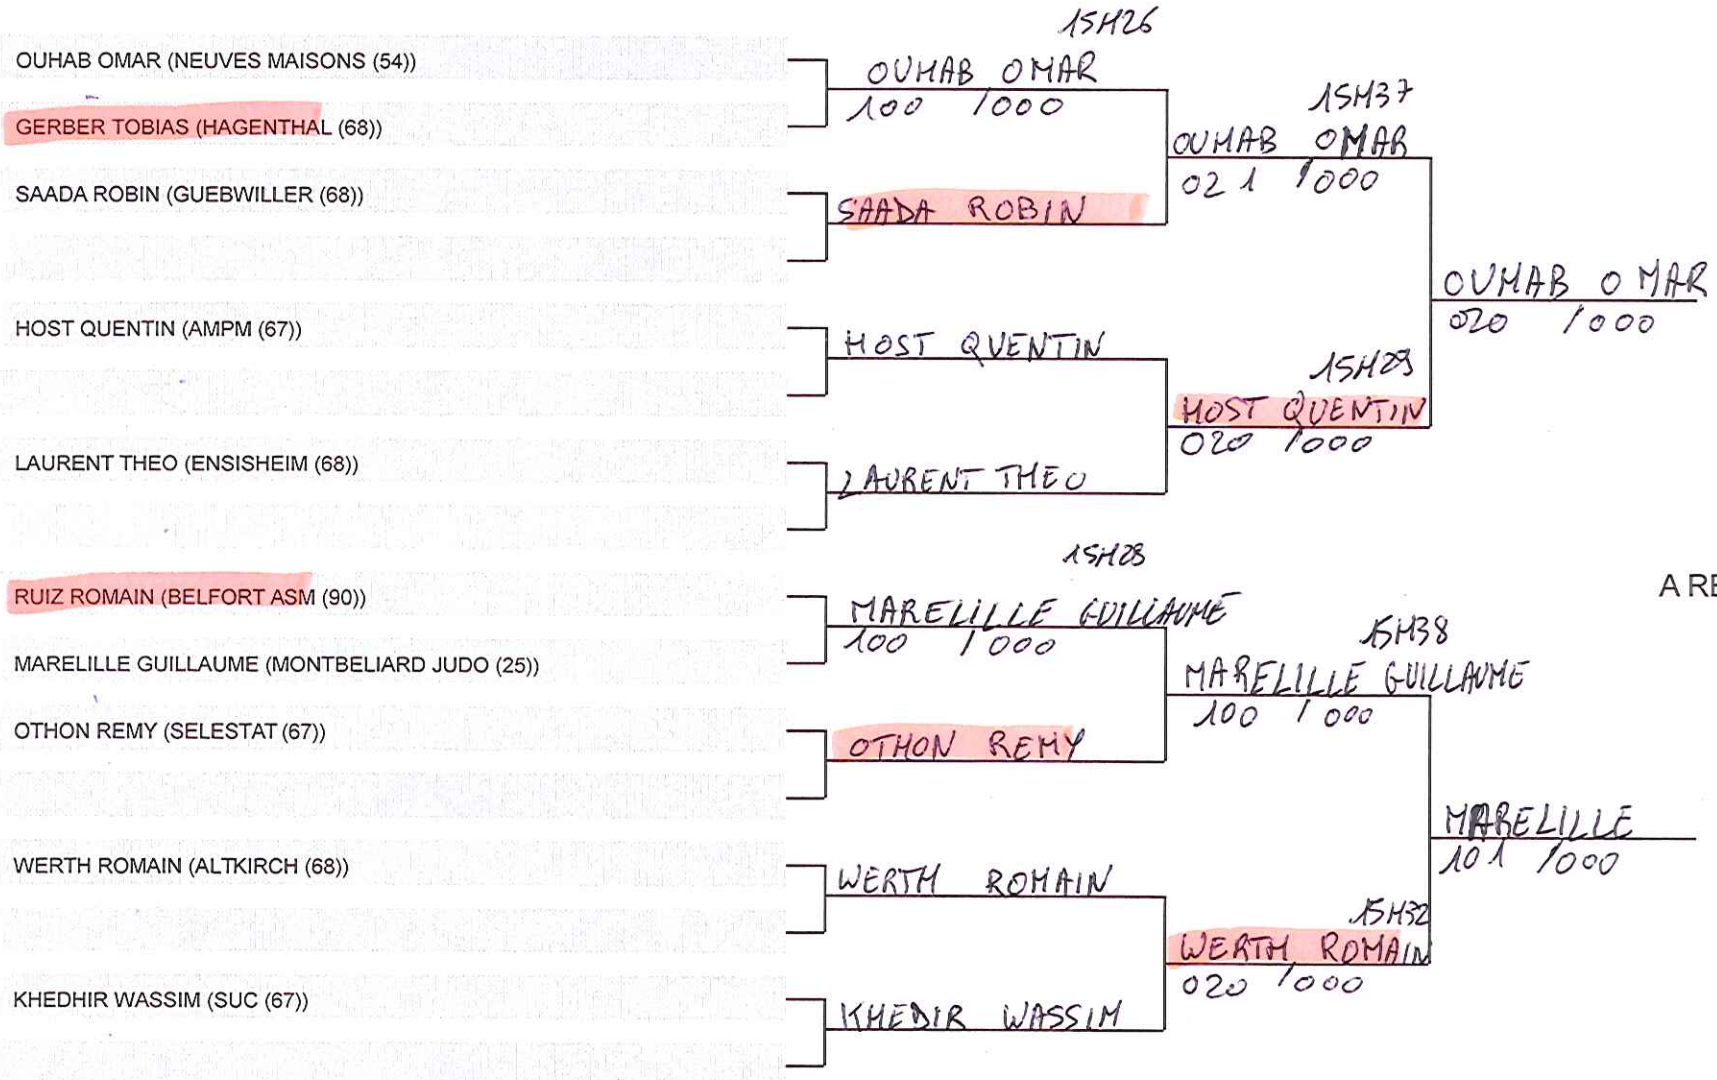 15H26
OUHAB OMAR (NEUVES MAISONS (54))
OUHAB OMAR
100 /000
15H37
GERBER TOBIAS (HAGENTHAL (68))
OUHAB OMAR
021 /000
SAADA ROBIN (GUEBWILLER (68))
SAADA ROBIN
OUHAB OMAR
020 /000
HOST QUENTIN (AMPM (67))
HOST QUENTIN
15H29
HOST QUENTIN
020 /000
LAURENT THEO (ENSISHEIM (68))
LAURENT THEO
15H28
RUIZ ROMAIN (BELFORT ASM (90))
A RE
MARELILLE GUILLAUME
100 /000
15H38
MARELILLE GUILLAUME (MONTBELIARD JUDO (25))
MARELILLE GUILLAUME
100 /000
OTHON REMY (SELESTAT (67))
OTHON REMY
MARELILLE
101 /000
WERTH ROMAIN (ALTKIRCH (68))
WERTH ROMAIN
15H32
WERTH ROMAIN
020 /000
KHEDHIR WASSIM (SUC (67))
KHEDIR WASSIM